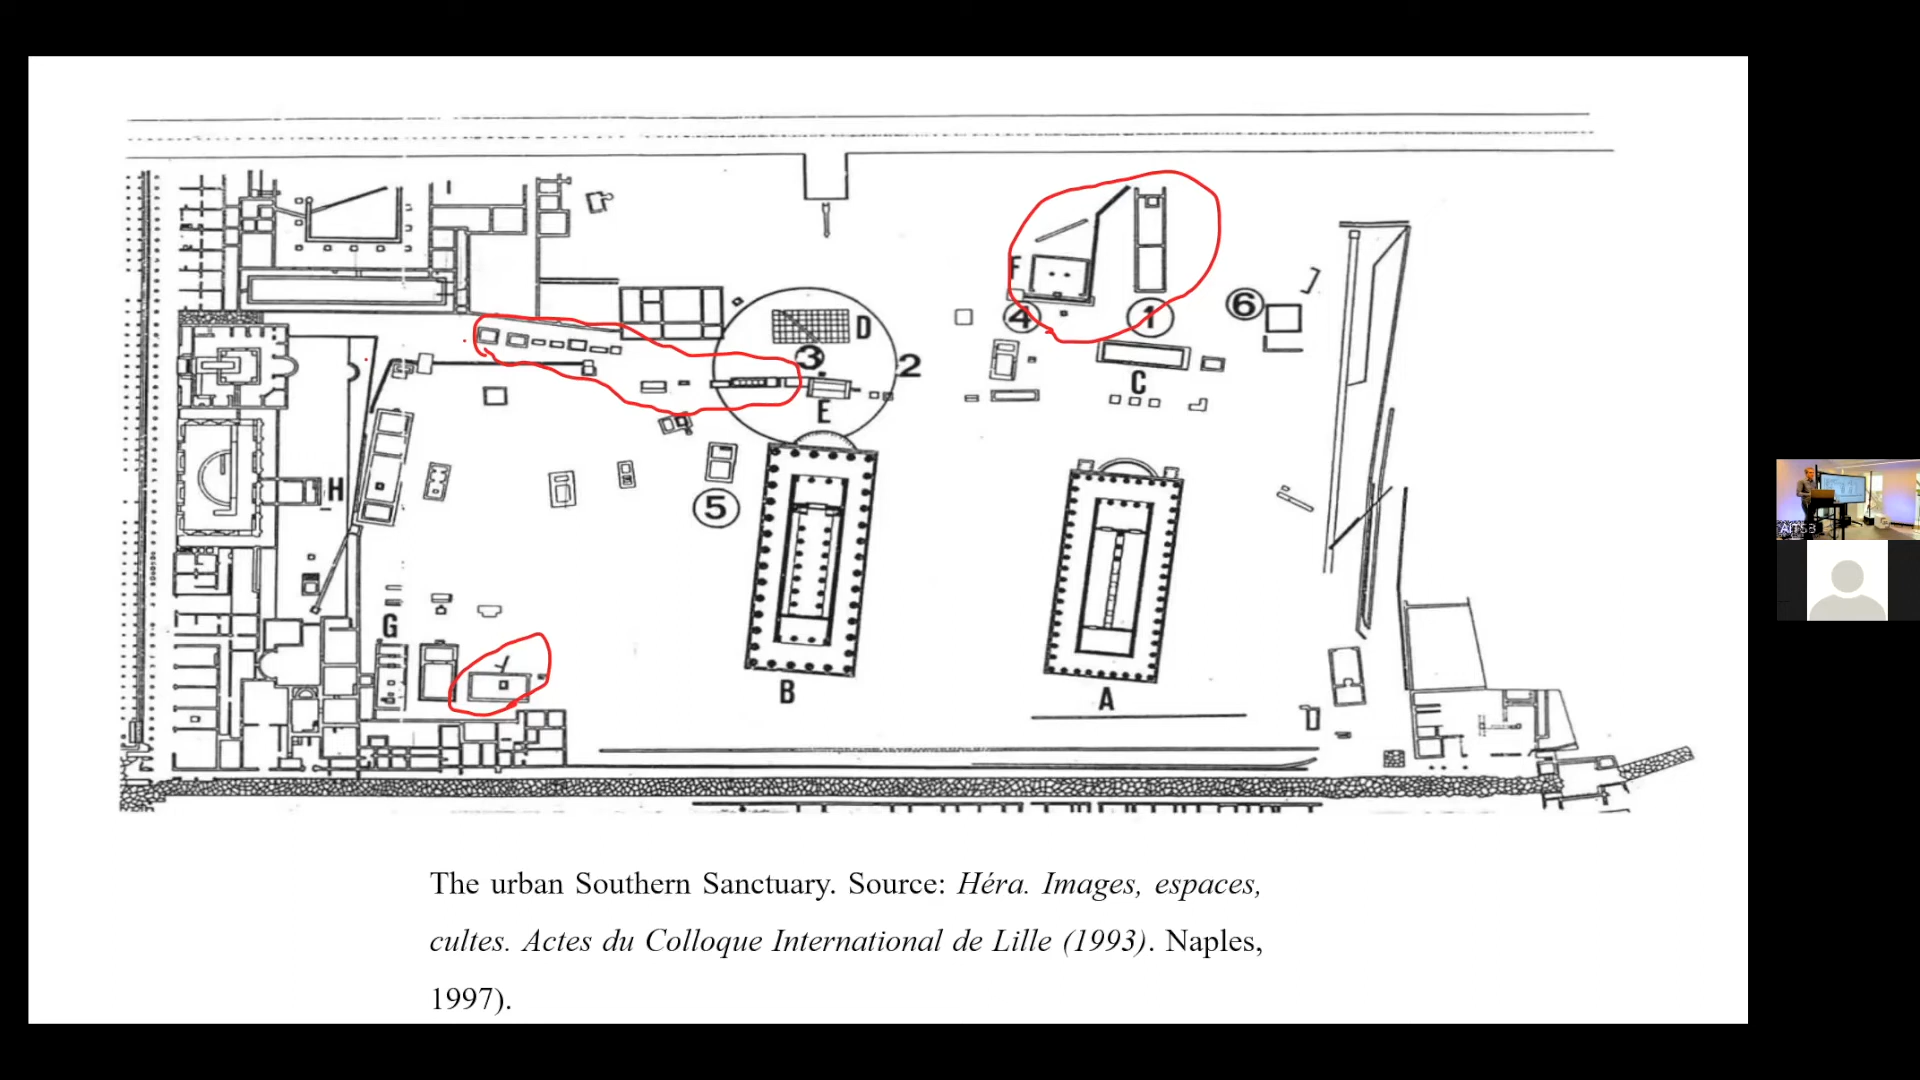 F
4
1
6
D
3
2
E
C
5
H
G
B
A
The urban Southern Sanctuary. Source: Héra. Images, espaces,
cultes. Actes du Colloque International de Lille (1993). Naples,
1997).
AITSB